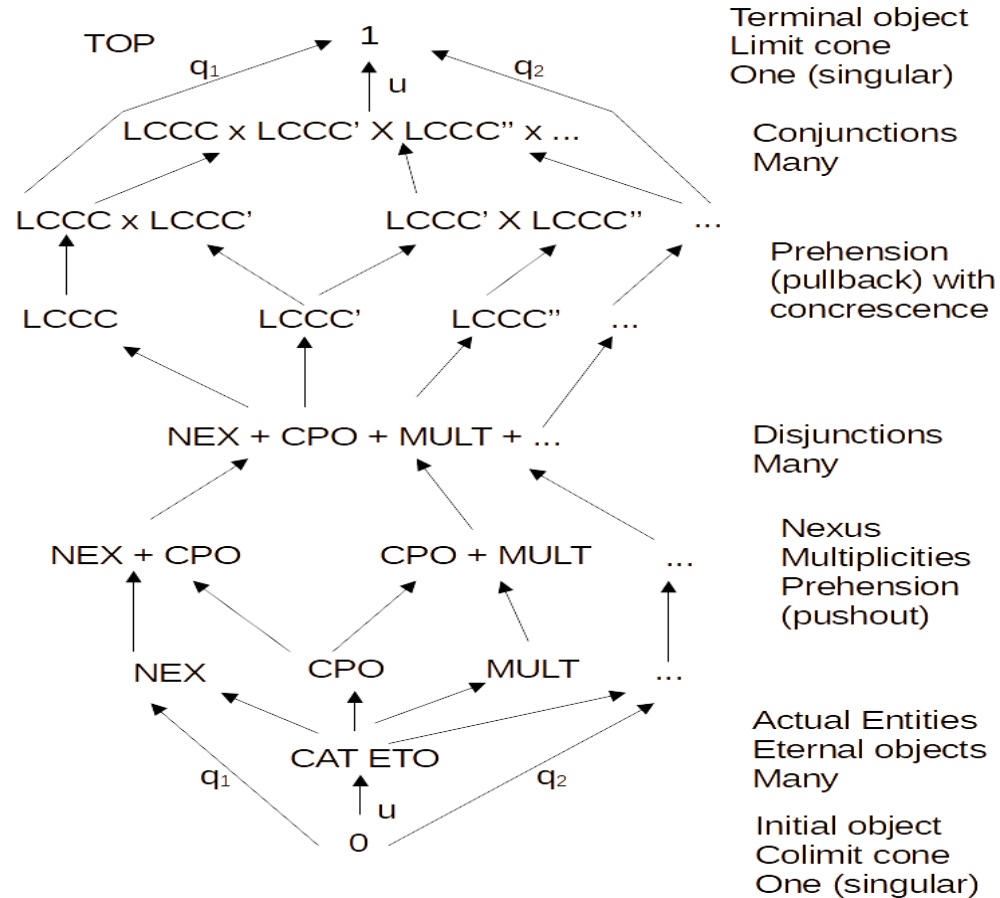 TOP
1
Terminal object
Limit cone
One (singular)
q₁
u
q₂
LCCC x LCCC’ X LCCC’’ x ...
Conjunctions
Many
LCCC x LCCC’
LCCC’ X LCCC’’
...
Prehension
(pullback) with
concrescence
LCCC
LCCC’
LCCC’’
...
NEX + CPO + MULT + ...
Disjunctions
Many
NEX + CPO
CPO + MULT
...
Nexus
Multiplicities
Prehension
(pushout)
NEX
CPO
MULT
...
CAT ETO
Actual Entities
Eternal objects
Many
q₁
u
q₂
0
Initial object
Colimit cone
One (singular)